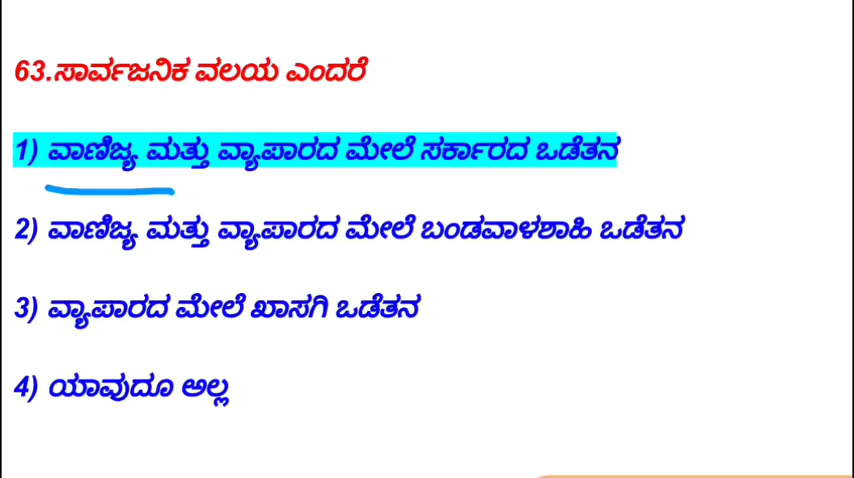 63.ಸಾರ್ವಜನಿಕ ವಲಯ ಎಂದರೆ
1) ವಾಣಿಜ್ಯ ಮತ್ತು ವ್ಯಾಪಾರದ ಮೇಲೆ ಸರ್ಕಾರದ ಒಡೆತನ
2) ವಾಣಿಜ್ಯ ಮತ್ತು ವ್ಯಾಪಾರದ ಮೇಲೆ ಬಂಡವಾಳಶಾಹಿ ಒಡೆತನ
3) ವ್ಯಾಪಾರದ ಮೇಲೆ ಖಾಸಗಿ ಒಡೆತನ
4) ಯಾವುದೂ ಅಲ್ಲ